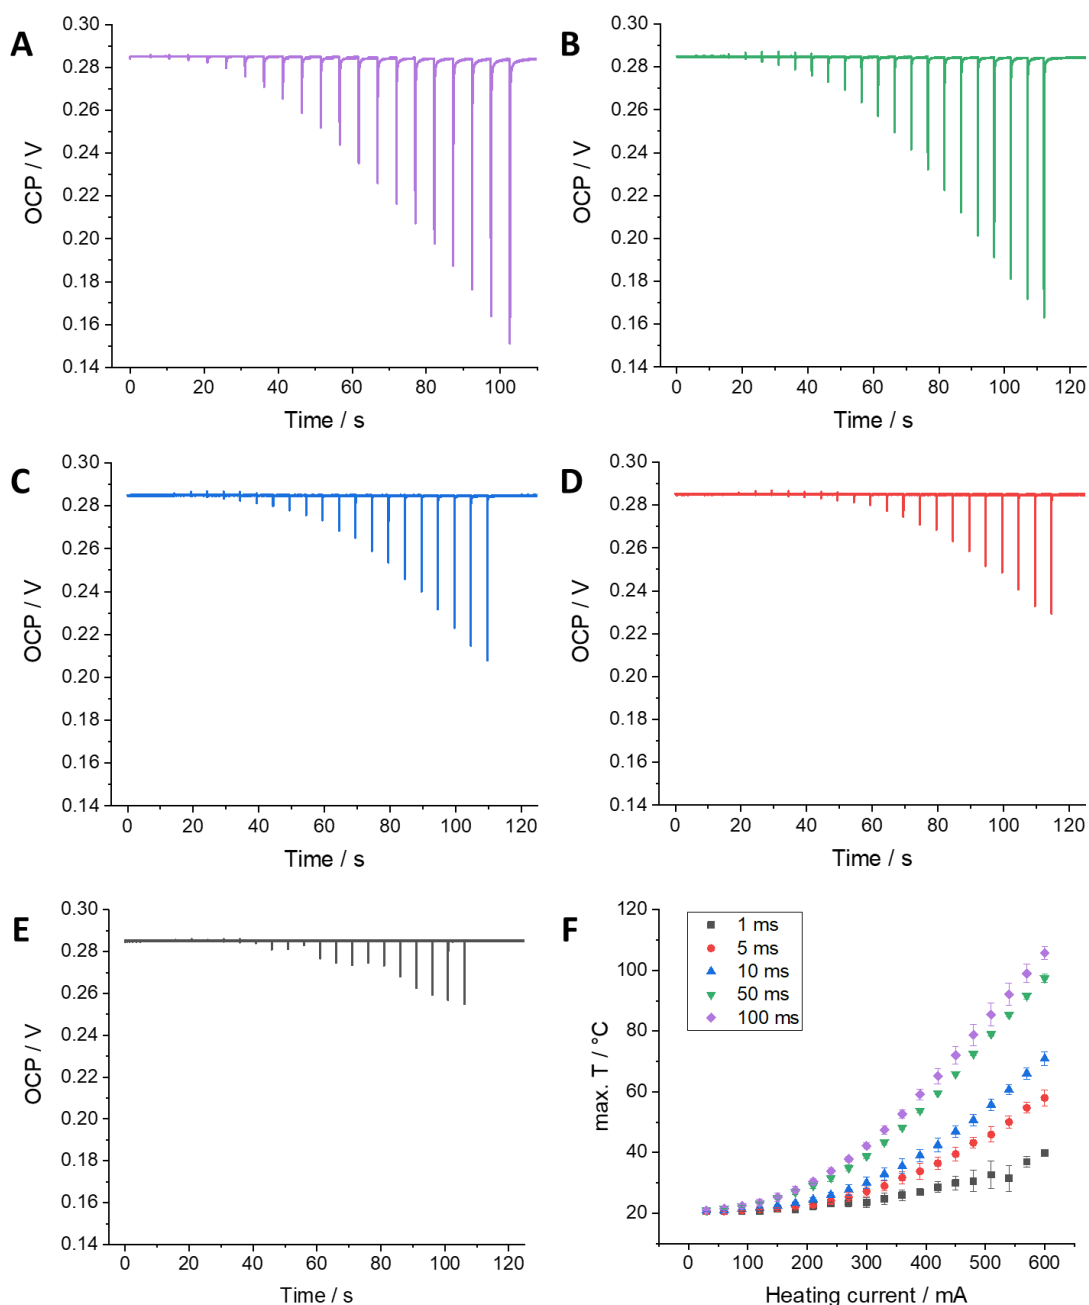 A
OCP / V
0.30
0.28
0.26
0.24
0.22
0.20
0.18
0.16
0.14
0 20 40 60 80 100
Time / s
B
OCP / V
0.30
0.28
0.26
0.24
0.22
0.20
0.18
0.16
0.14
0 20 40 60 80 100 120
Time / s
C
OCP / V
0.30
0.28
0.26
0.24
0.22
0.20
0.18
0.16
0.14
0 20 40 60 80 100 120
Time / s
D
OCP / V
0.30
0.28
0.26
0.24
0.22
0.20
0.18
0.16
0.14
0 20 40 60 80 100 120
Time / s
E
OCP / V
0.30
0.28
0.26
0.24
0.22
0.20
0.18
0.16
0.14
0 20 40 60 80 100 120
Time / s
F
max. T / °C
120
100
80
60
40
20
1 ms
5 ms
10 ms
50 ms
100 ms
0 100 200 300 400 500 600
Heating current / mA